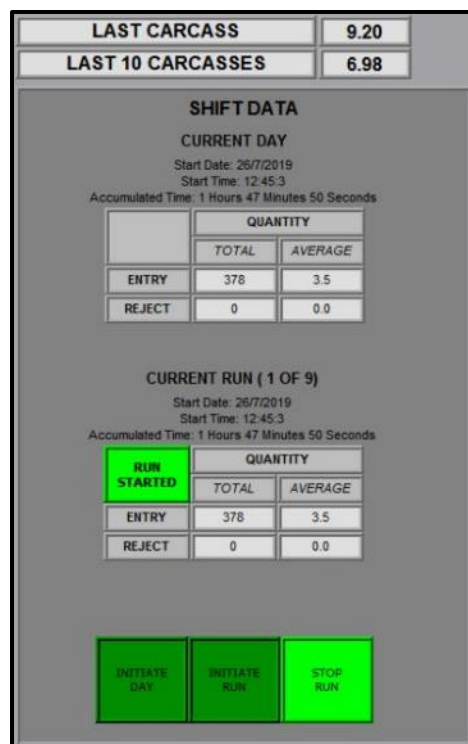 LAST CARCASS 9.20
LAST 10 CARCASSES 6.98
SHIFT DATA
CURRENT DAY
Start Date: 26/7/2019
Start Time: 12:45:3
Accumulated Time: 1 Hours 47 Minutes 50 Seconds
QUANTITY
TOTAL AVERAGE
ENTRY 378 3.5
REJECT 0 0.0
CURRENT RUN ( 1 OF 9)
Start Date: 26/7/2019
Start Time: 12:45:3
Accumulated Time: 1 Hours 47 Minutes 50 Seconds
RUN STARTED QUANTITY
TOTAL AVERAGE
ENTRY 378 3.5
REJECT 0 0.0
INITIATE INITIATE STOP
DAY RUN RUN